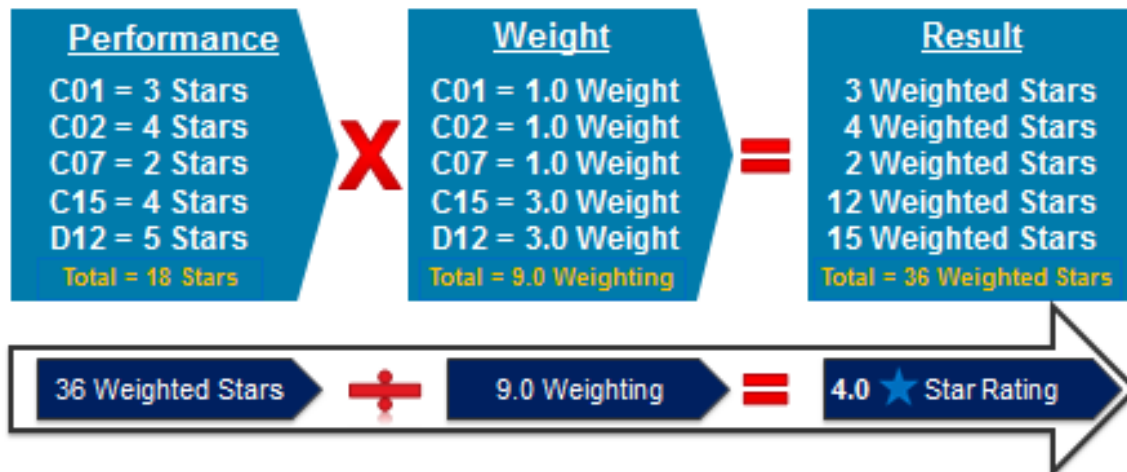 Performance
C01 = 3 Stars
C02 = 4 Stars
C07 = 2 Stars
C15 = 4 Stars
D12 = 5 Stars
Total = 18 Stars
X
Weight
C01 = 1.0 Weight
C02 = 1.0 Weight
C07 = 1.0 Weight
C15 = 3.0 Weight
D12 = 3.0 Weight
Total = 9.0 Weighting
=
Result
3 Weighted Stars
4 Weighted Stars
2 Weighted Stars
12 Weighted Stars
15 Weighted Stars
Total = 36 Weighted Stars
36 Weighted Stars ÷ 9.0 Weighting = 4.0 ★ Star Rating